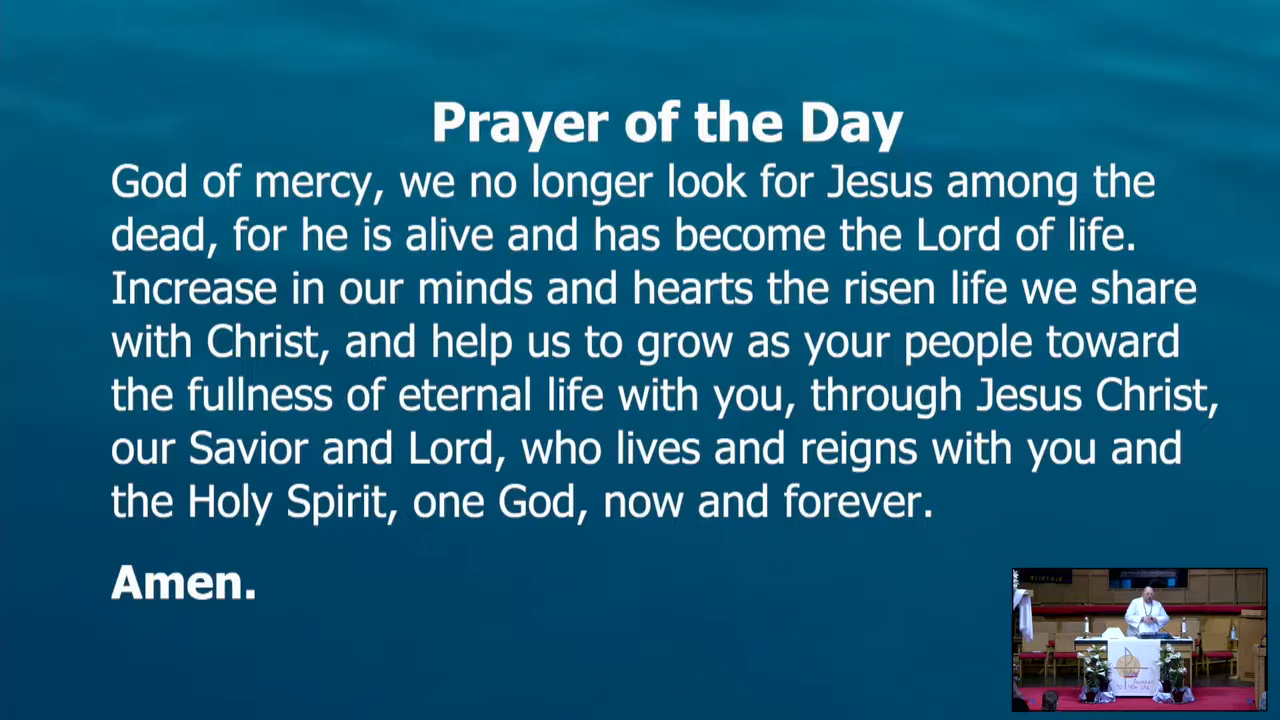 Prayer of the Day
God of mercy, we no longer look for Jesus among the
dead, for he is alive and has become the Lord of life.
Increase in our minds and hearts the risen life we share
with Christ, and help us to grow as your people toward
the fullness of eternal life with you, through Jesus Christ,
our Savior and Lord, who lives and reigns with you and
the Holy Spirit, one God, now and forever.
Amen.